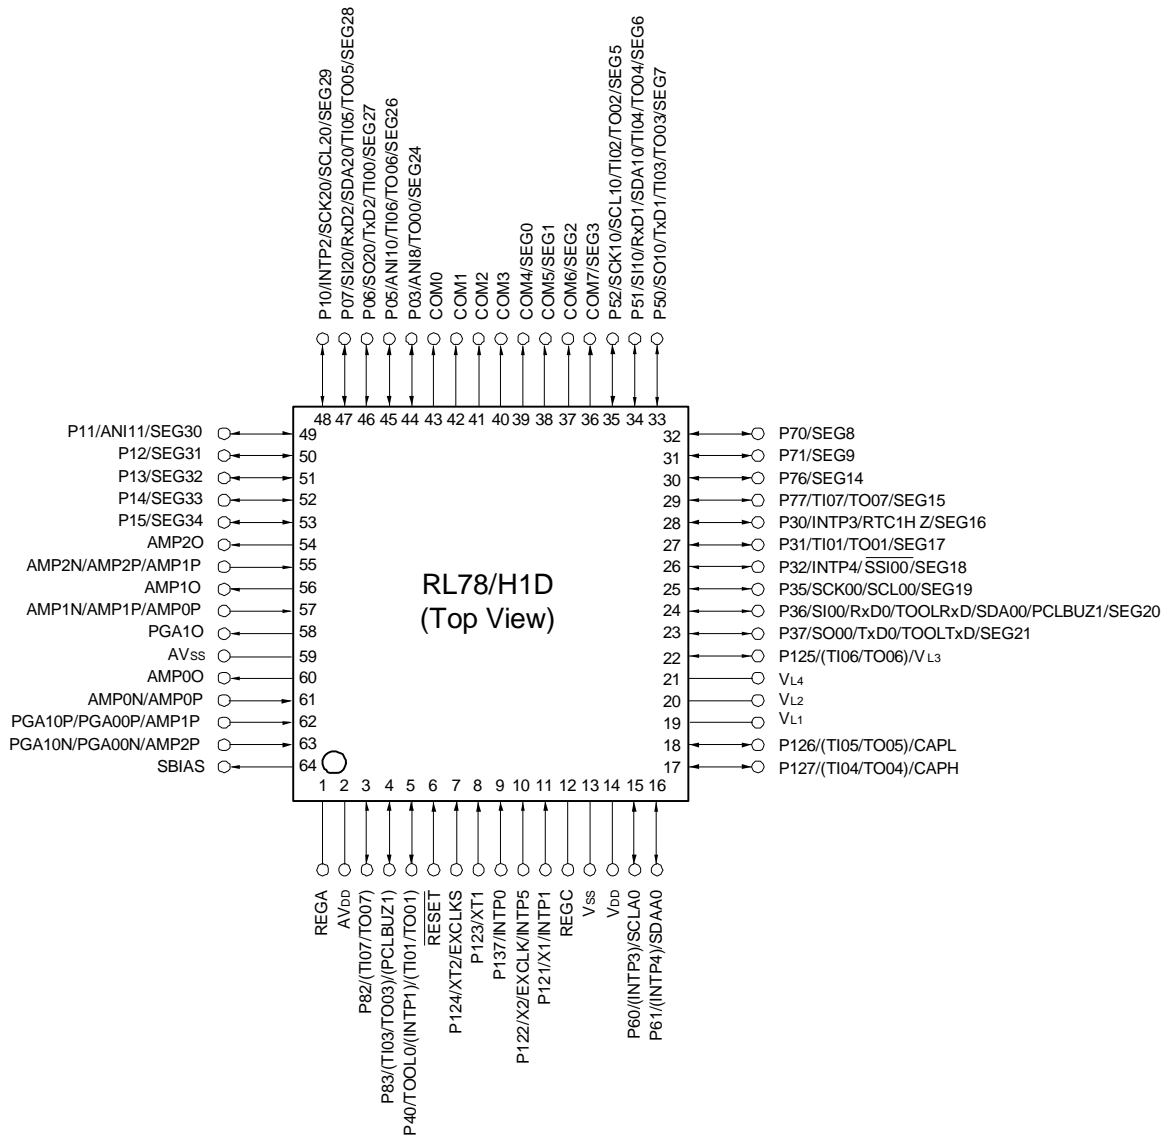 P10/INTP2/SCK20/SCL20/SEG29
P07/SI20/RxD2/SDA20/TI05/TO05/SEG28
P06/SO20/TxD2/TI00/SEG27
P05/ANI10/TI06/TO06/SEG26
P03/ANI8/TO00/SEG24
COM0
COM1
COM2
COM3
COM4/SEG0
COM5/SEG1
COM6/SEG2
COM7/SEG3
P52/SCK10/SCL10/TI02/TO02/SEG5
P51/SI10/RxD1/SDA10/TI04/TO04/SEG6
P50/SO10/TxD1/TI03/TO03/SEG7
48 47 46 45 44 43 42 41 40 39 38 37 36 35 34 33
P11/ANI11/SEG30 49
P12/SEG31 50
P13/SEG32 51
P14/SEG33 52
P15/SEG34 53
AMP2O 54
AMP2N/AMP2P/AMP1P 55
AMP1O 56
AMP1N/AMP1P/AMP0P 57
PGA1O 58
AVSS 59
AMP0O 60
AMP0N/AMP0P 61
PGA10P/PGA00P/AMP1P 62
PGA10N/PGA00N/AMP2P 63
SBIAS 64
RL78/H1D
(Top View)
32 P70/SEG8
31 P71/SEG9
30 P76/SEG14
29 P77/TI07/TO07/SEG15
28 P30/INTP3/RTC1H Z/SEG16
27 P31/TI01/TO01/SEG17
26 P32/INTP4/SSI00/SEG18
25 P35/SCK00/SCL00/SEG19
24 P36/SI00/RxD0/TOOLRxD/SDA00/PCLBUZ1/SEG20
23 P37/SO00/TxD0/TOOLTxD/SEG21
22 P125/(TI06/TO06)/VL3
21 VL4
20 VL2
19 VL1
18 P126/(TI05/TO05)/CAPL
17 P127/(TI04/TO04)/CAPH
1 2 3 4 5 6 7 8 9 10 11 12 13 14 15 16
REGA
AVDD
P82/(TI07/TO07)
P83/(TI03/TO03)/(PCLBUZ1)
P40/TOOL0/(INTP1)/(TI01/TO01)
RESET
P124/XT2/EXCLKS
P123/XT1
P137/INTP0
P122/X2/EXCLK/INTP5
P121/X1/INTP1
REGC
VSS
VDD
P60/(INTP3)/SCLA0
P61/(INTP4)/SDAA0